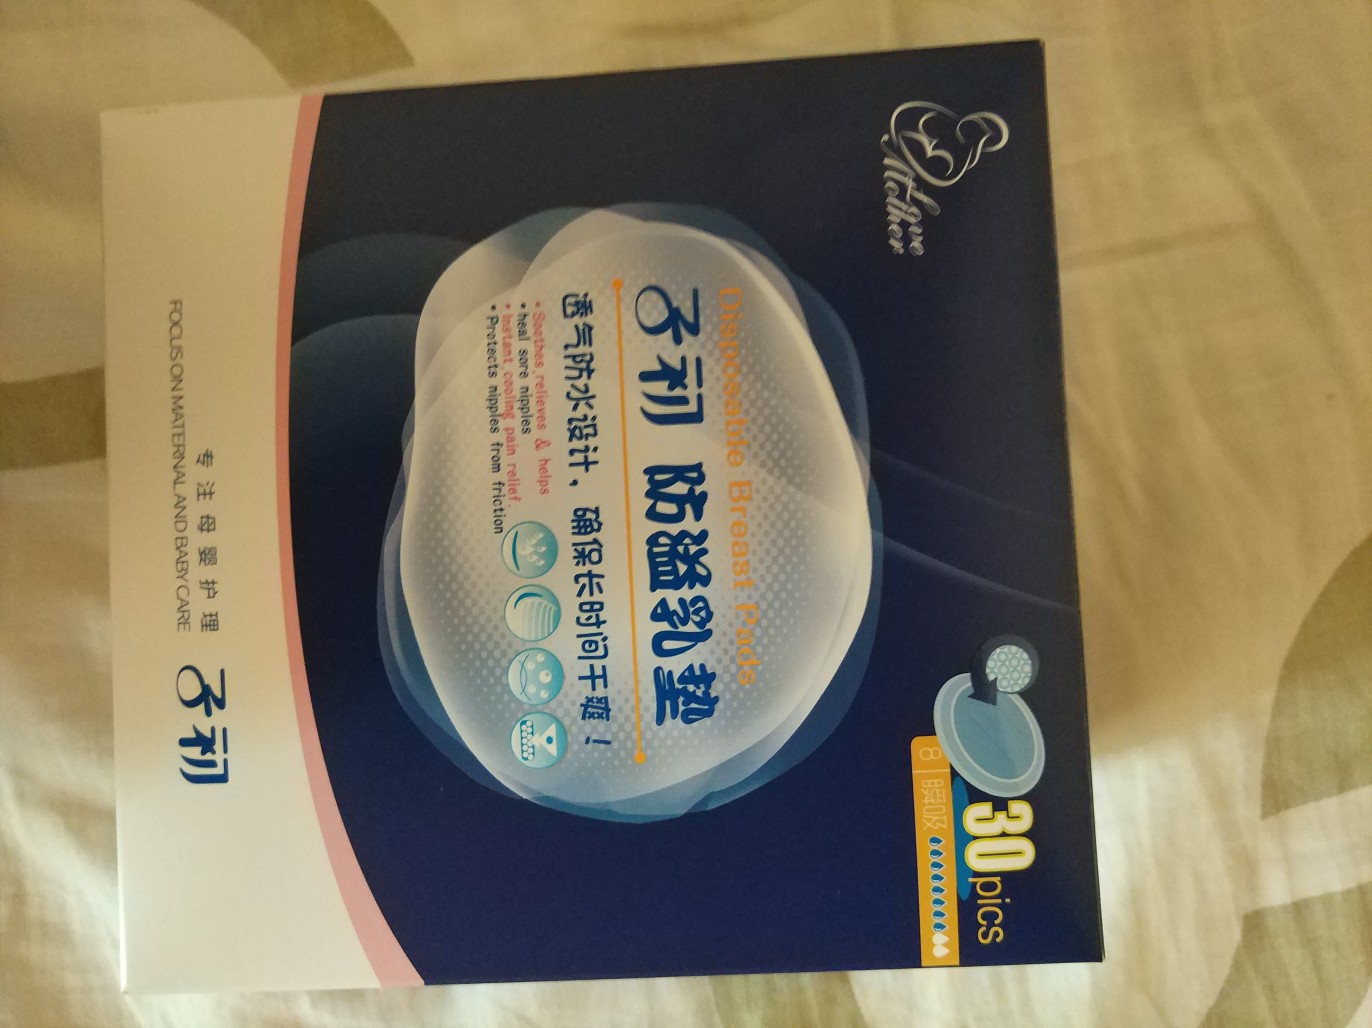 Love
Mother
30pics
8 瞬吸
Disposable Breast Pads
子初 防溢乳垫
透气防水设计，确保长时间干爽！
• Soothes,relieves & helps
• heal sore nipples
• Instant cooling pain relief.
• Protects nipples from friction
专注母婴护理
FOCUS ON MATERNAL AND BABY CARE
子初